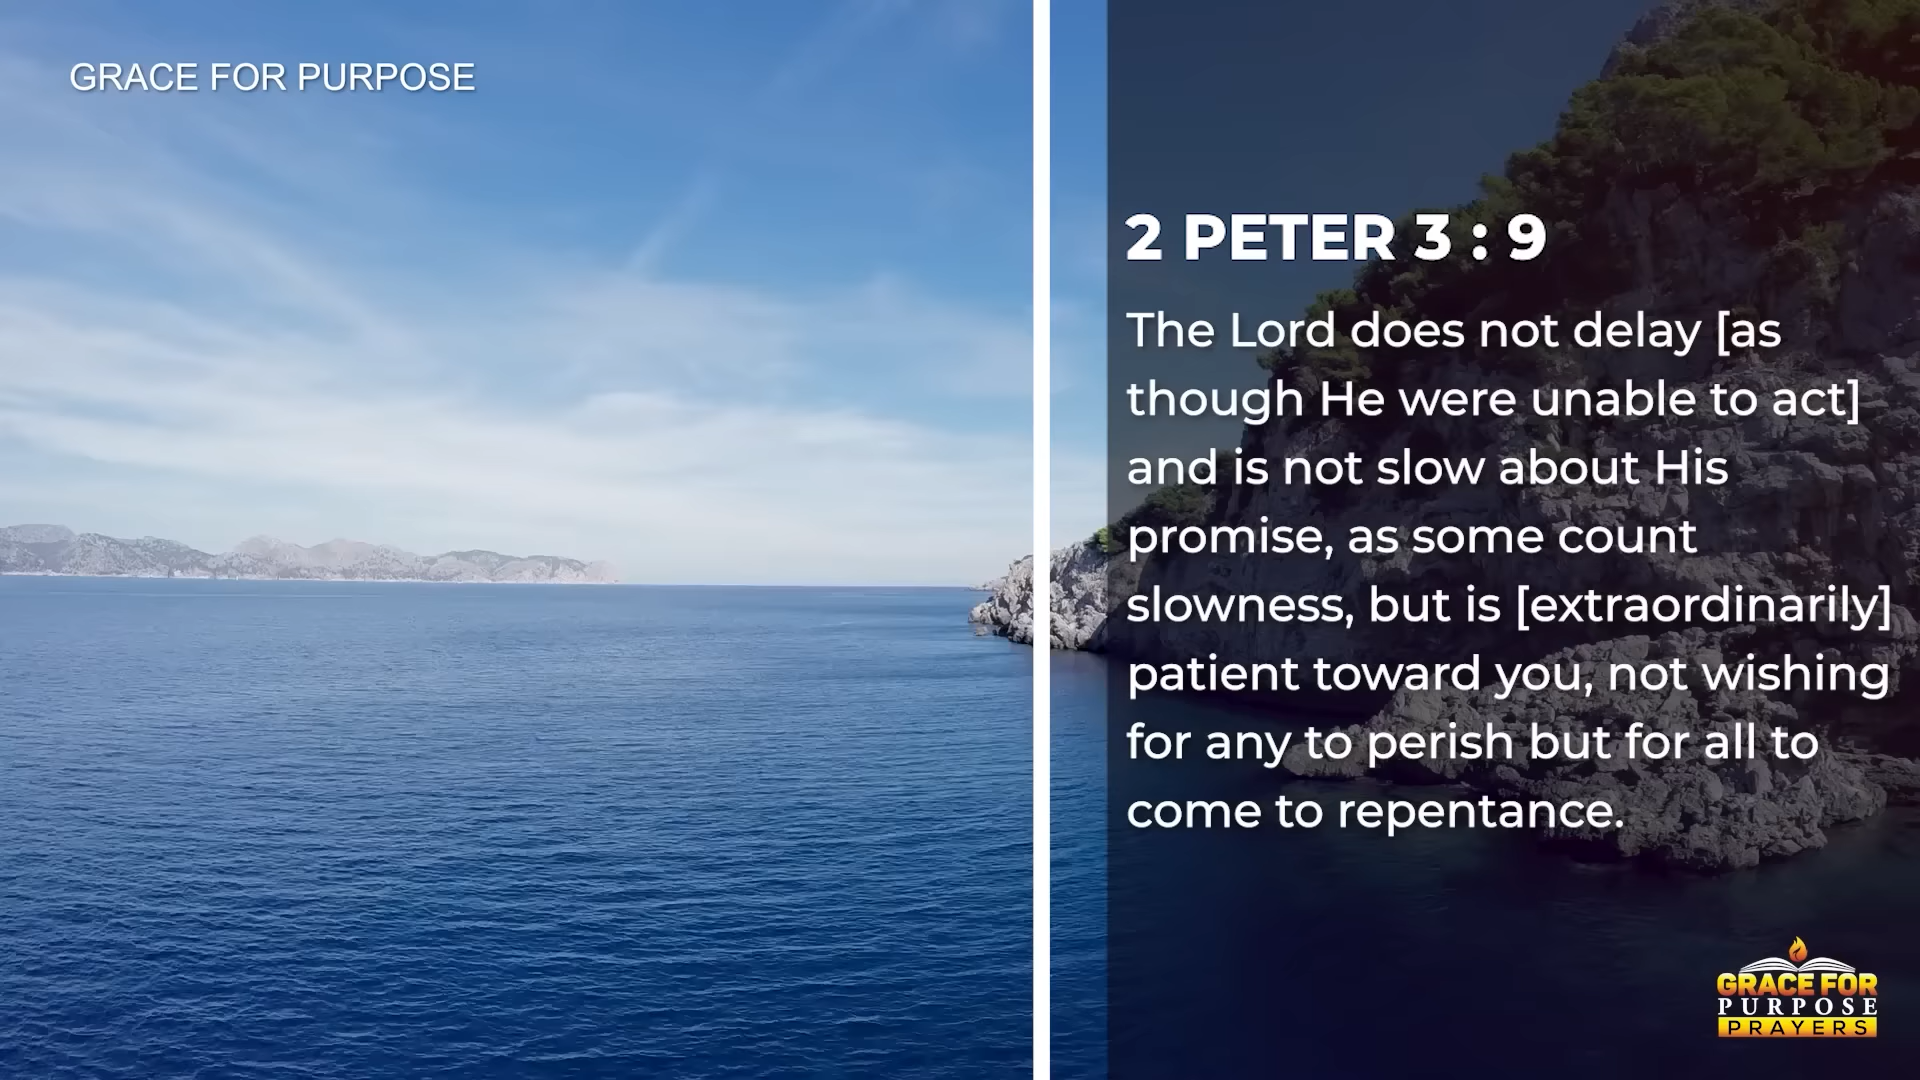 GRACE FOR PURPOSE
2 PETER 3 : 9
The Lord does not delay [as
though He were unable to act]
and is not slow about His
promise, as some count
slowness, but is [extraordinarily]
patient toward you, not wishing
for any to perish but for all to
come to repentance.
GRACE FOR
PURPOSE
PRAYERS